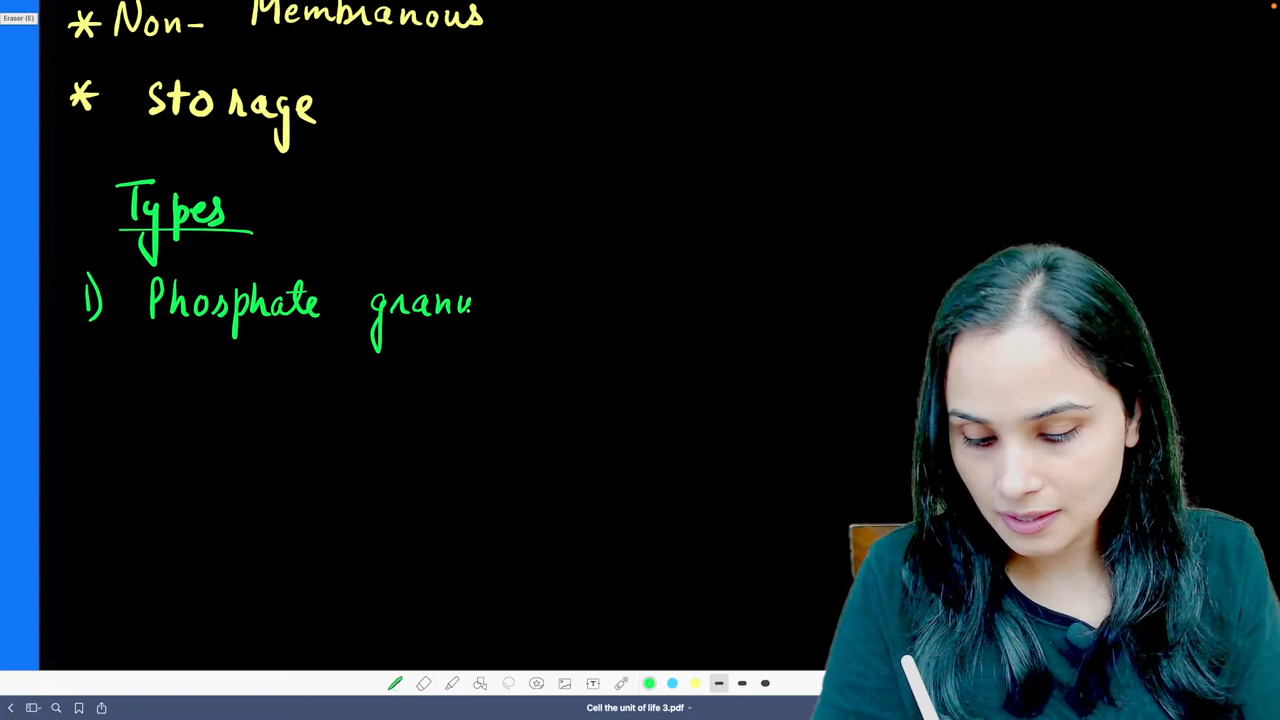 Eraser (E)
* Non- Membranous
* Storage
Types
1) Phosphate granu
Cell the unit of life 3.pdf